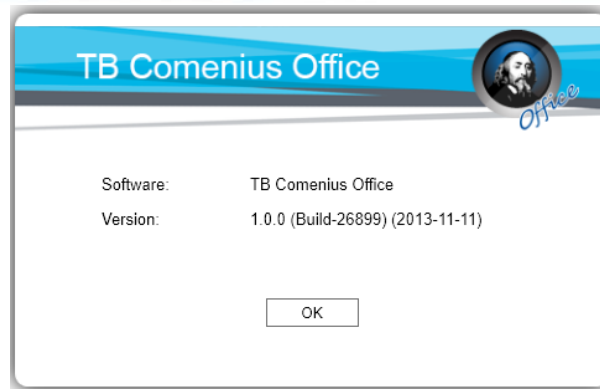 TB Comenius Office
Office
Software: TB Comenius Office
Version: 1.0.0 (Build-26899) (2013-11-11)
OK